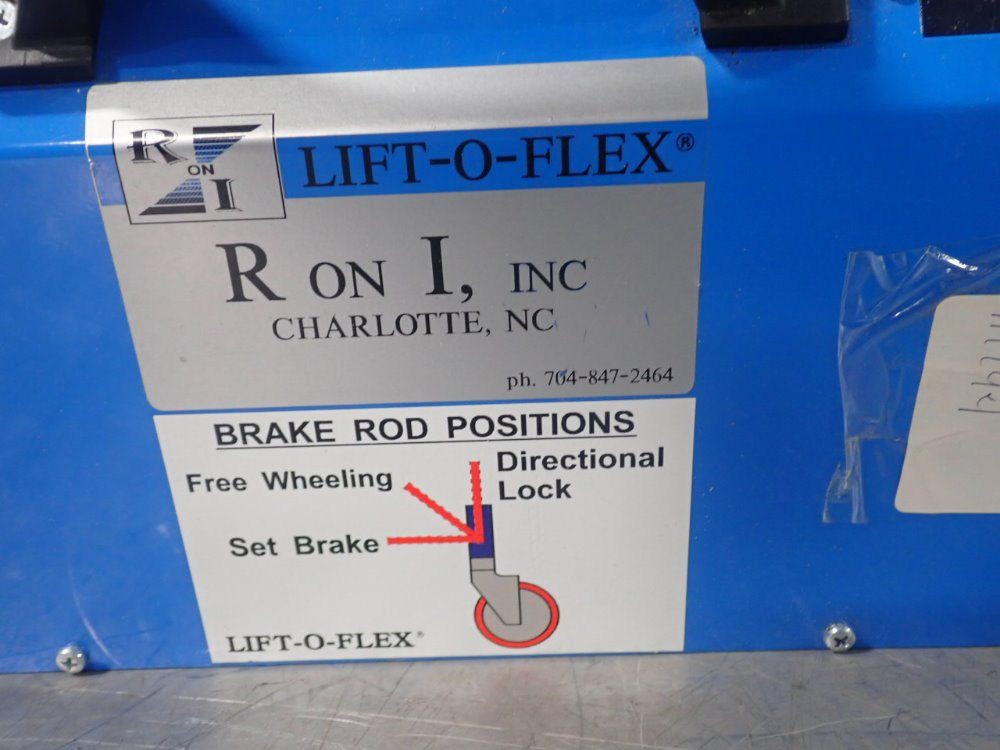 R
ON
I
LIFT-O-FLEX®
R ON I, INC
CHARLOTTE, NC
ph. 704-847-2464
BRAKE ROD POSITIONS
Free Wheeling
Directional
Lock
Set Brake
LIFT-O-FLEX®